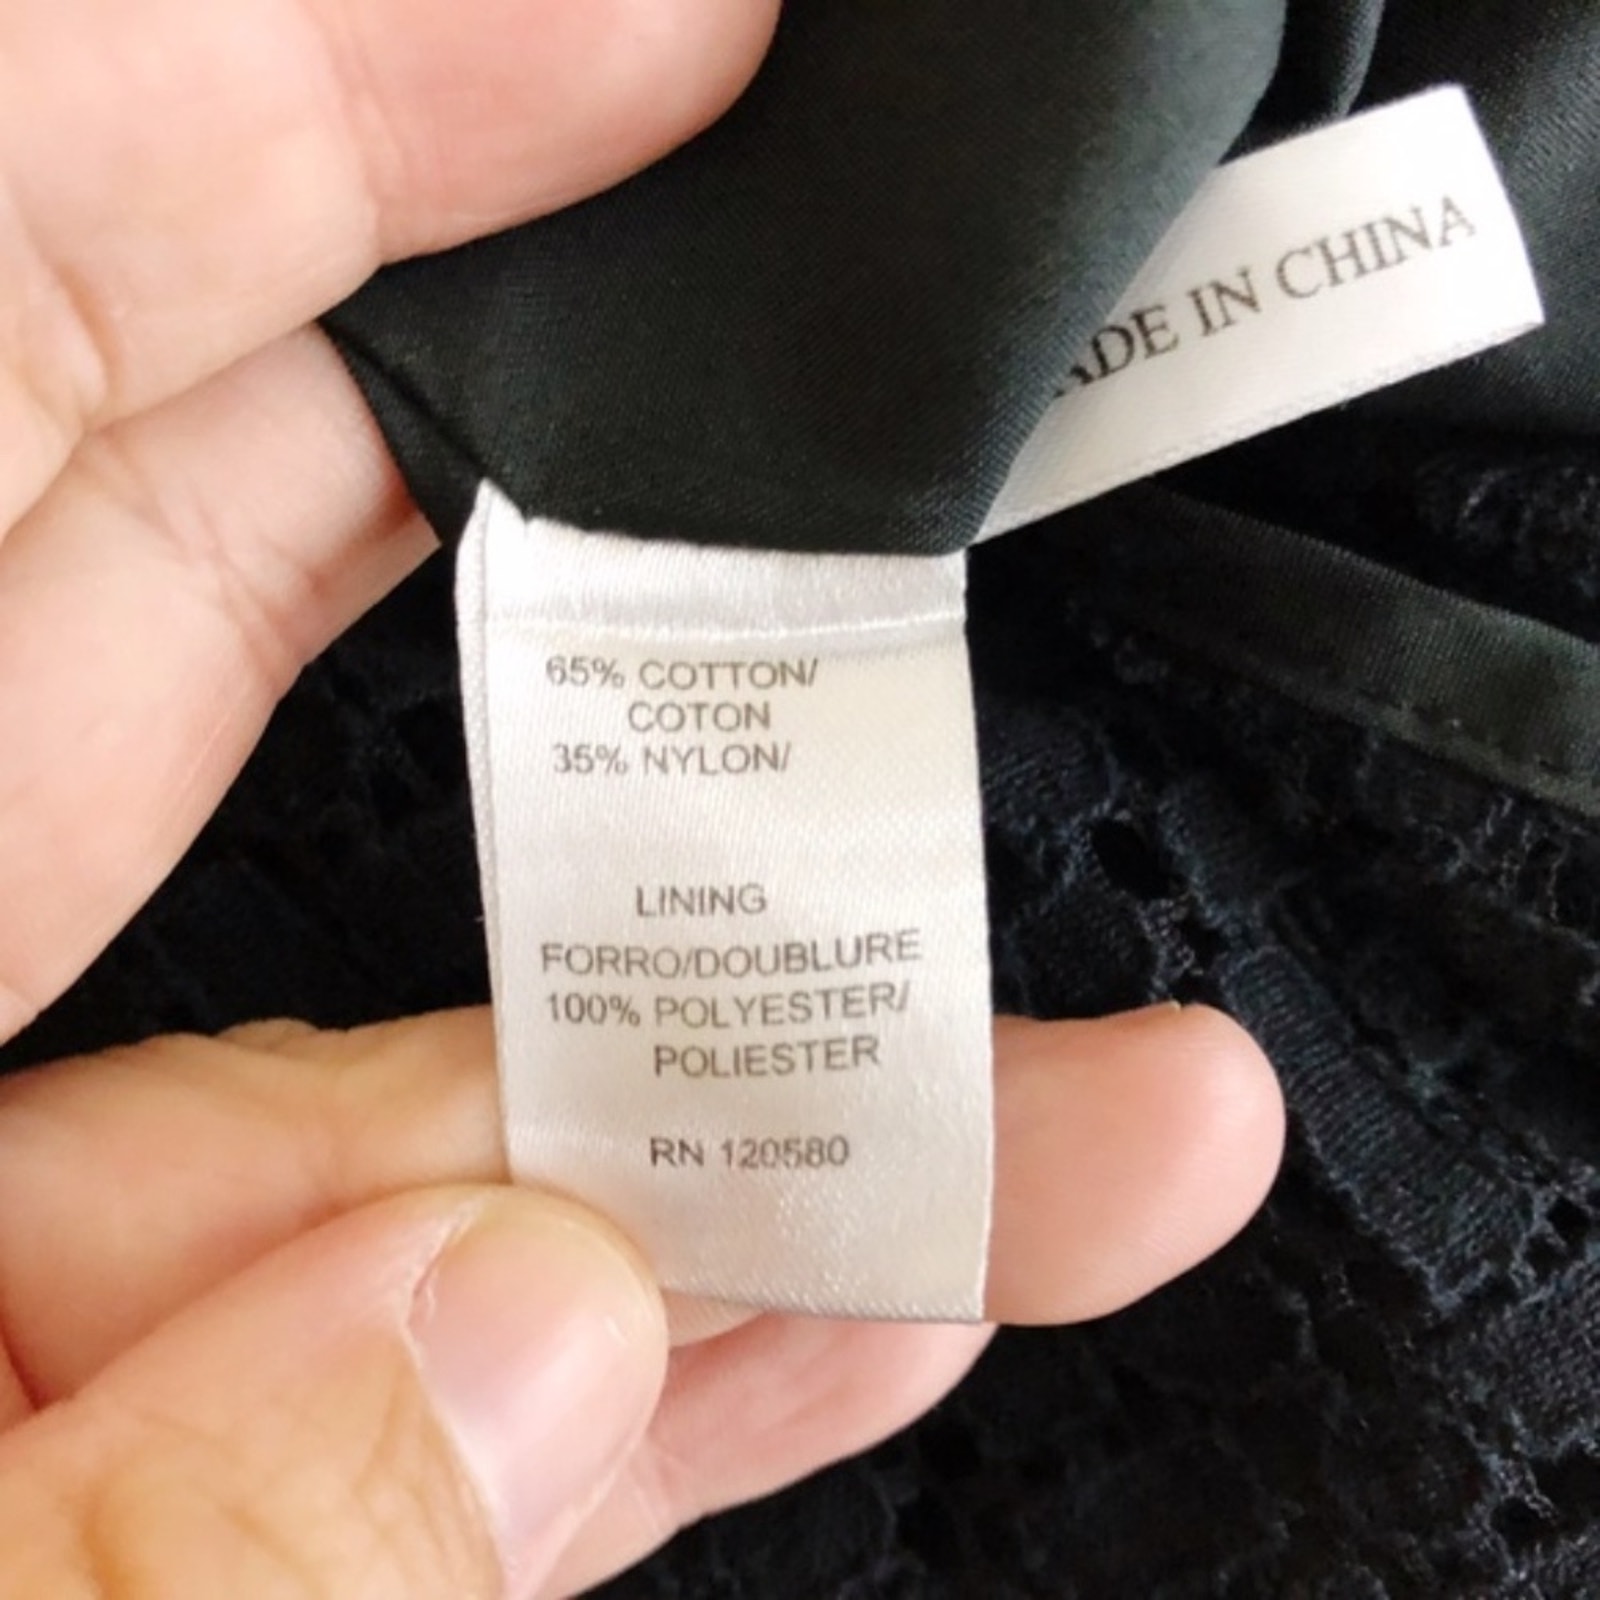 ADE IN CHINA
65% COTTON/
COTON
35% NYLON/
LINING
FORRO/DOUBLURE
100% POLYESTER/
POLIESTER
RN 120580